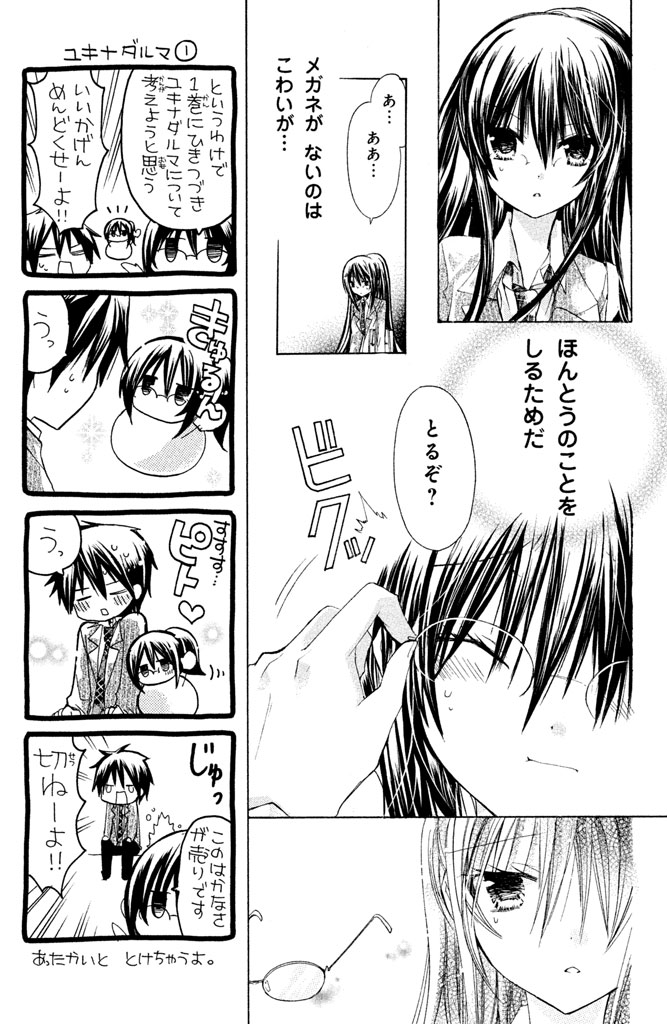 あ…
ああ…
メガネが ないのは
こわいが…
ほんとうのことを
しるためだ
とるぞ?
ビクッ
ユキナダルマ①
というわけで
1巻にひきつづき
ユキナダルマについて
考えようと思う
いいかげん
めんどくせーよ!!
きゅるるん
うっ
すすす…
ピト♡
うっ
じゅっ
このはかなさ
が売りです
切ねーよ!!
あったかいと とけちゃうよ。